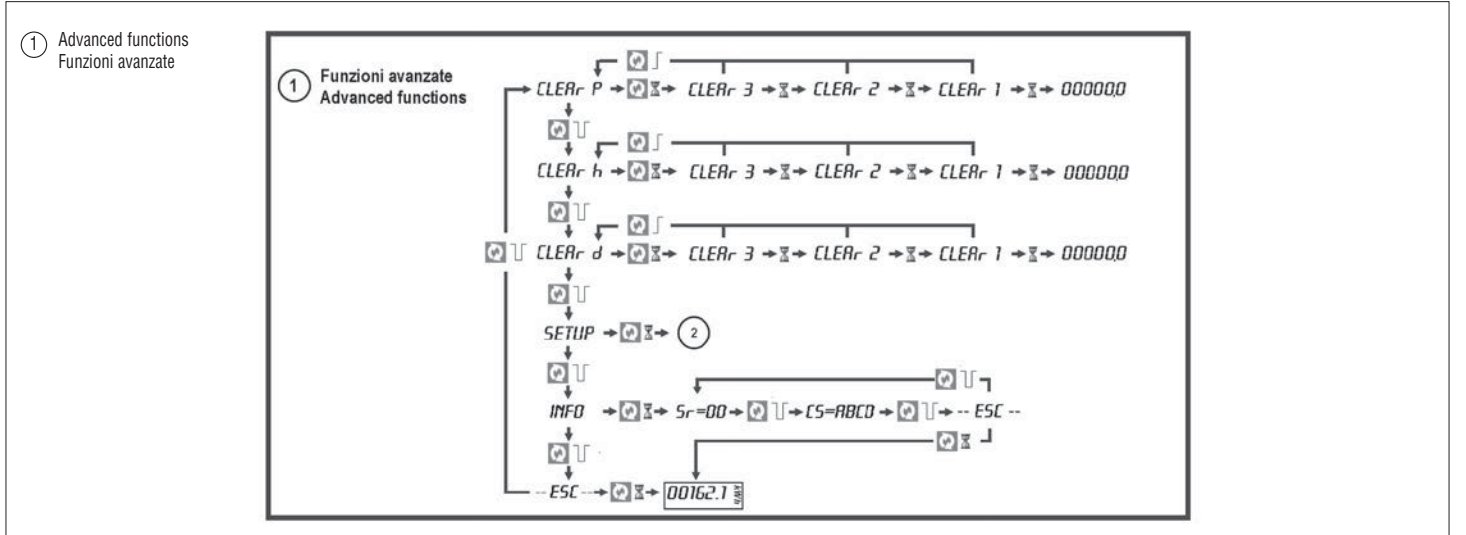 1 Advanced functions
Funzioni avanzate
1 Funzioni avanzate
Advanced functions
CLEAr P CLEAr 3 CLEAr 2 CLEAr 1 00000,0
CLEAr h CLEAr 3 CLEAr 2 CLEAr 1 00000,0
CLEAr d CLEAr 3 CLEAr 2 CLEAr 1 00000,0
SETUP 2
INFO Sr=00 CS=ABCD -- ESC --
-- ESC -- 00162.1 kWh